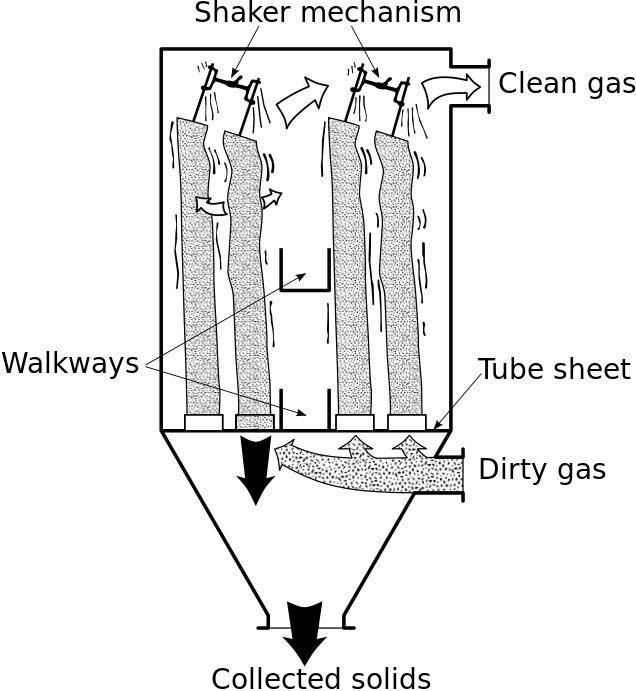 Shaker mechanism
Clean gas
Walkways
Tube sheet
Dirty gas
Collected solids